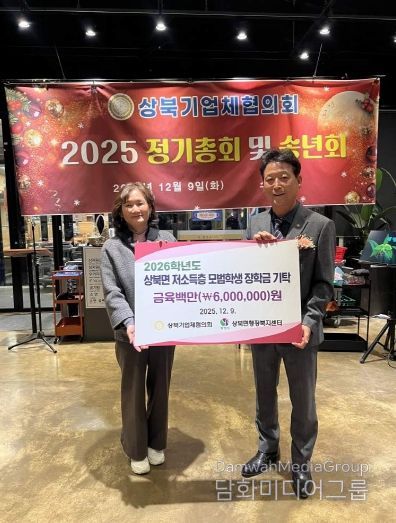 상북기업체협의회
2025 정기총회 및 송년회
12월 9일(화)
2026학년도
상북면 저소득층 모범학생 장학금 기탁
금육백만(₩6,000,000)원
2025. 12. 9.
상북기업체협의회 상북면행정복지센터
DamwahMediaGroup
담화미디어그룹